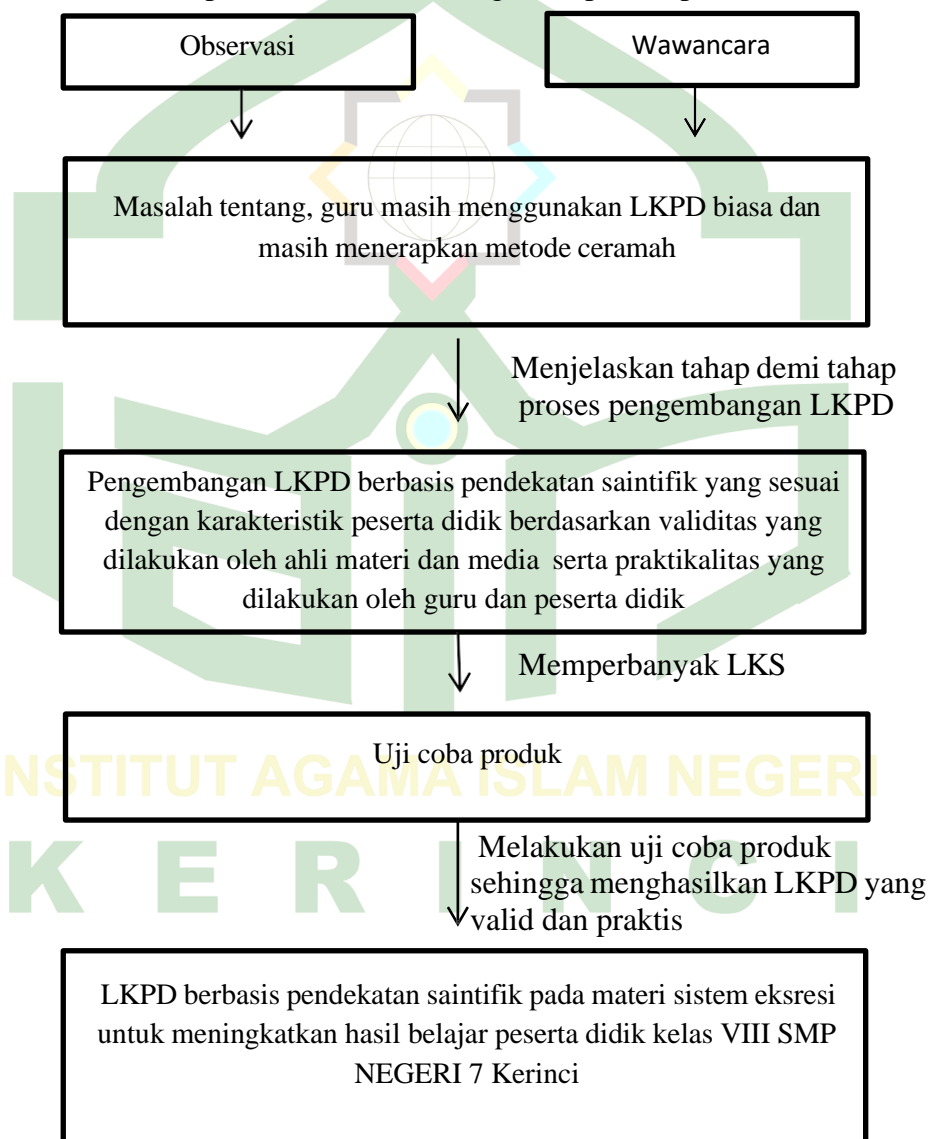 Observasi
Wawancara
Masalah tentang, guru masih menggunakan LKPD biasa dan
masih menerapkan metode ceramah
Menjelaskan tahap demi tahap
proses pengembangan LKPD
Pengembangan LKPD berbasis pendekatan saintifik yang sesuai
dengan karakteristik peserta didik berdasarkan validitas yang
dilakukan oleh ahli materi dan media serta praktikalitas yang
dilakukan oleh guru dan peserta didik
Memperbanyak LKS
Uji coba produk
NSTITUT AGAMA ISLAM NEGERI
KERINCI
Melakukan uji coba produk
sehingga menghasilkan LKPD yang
valid dan praktis
LKPD berbasis pendekatan saintifik pada materi sistem eksresi
untuk meningkatkan hasil belajar peserta didik kelas VIII SMP
NEGERI 7 Kerinci